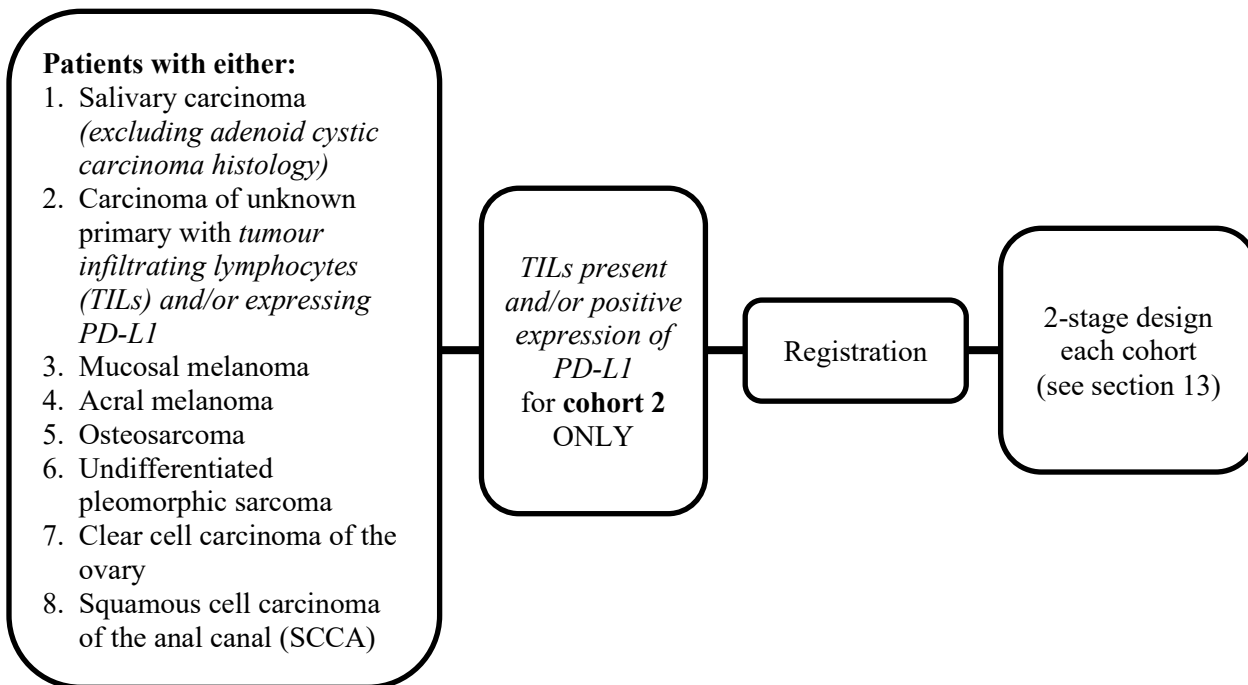 Patients with either:
1. Salivary carcinoma
(excluding adenoid cystic
carcinoma histology)
2. Carcinoma of unknown
primary with tumour
infiltrating lymphocytes
(TILs) and/or expressing
PD-L1
3. Mucosal melanoma
4. Acral melanoma
5. Osteosarcoma
6. Undifferentiated
pleomorphic sarcoma
7. Clear cell carcinoma of the
ovary
8. Squamous cell carcinoma
of the anal canal (SCCA)
TILs present
and/or positive
expression of
PD-L1
for cohort 2
ONLY
Registration
2-stage design
each cohort
(see section 13)